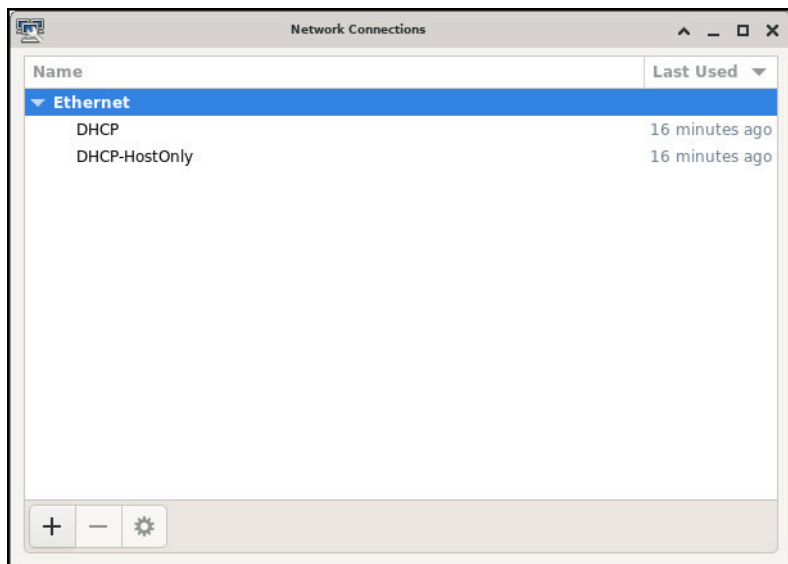 Network Connections
Name Last Used
Ethernet
DHCP 16 minutes ago
DHCP-HostOnly 16 minutes ago